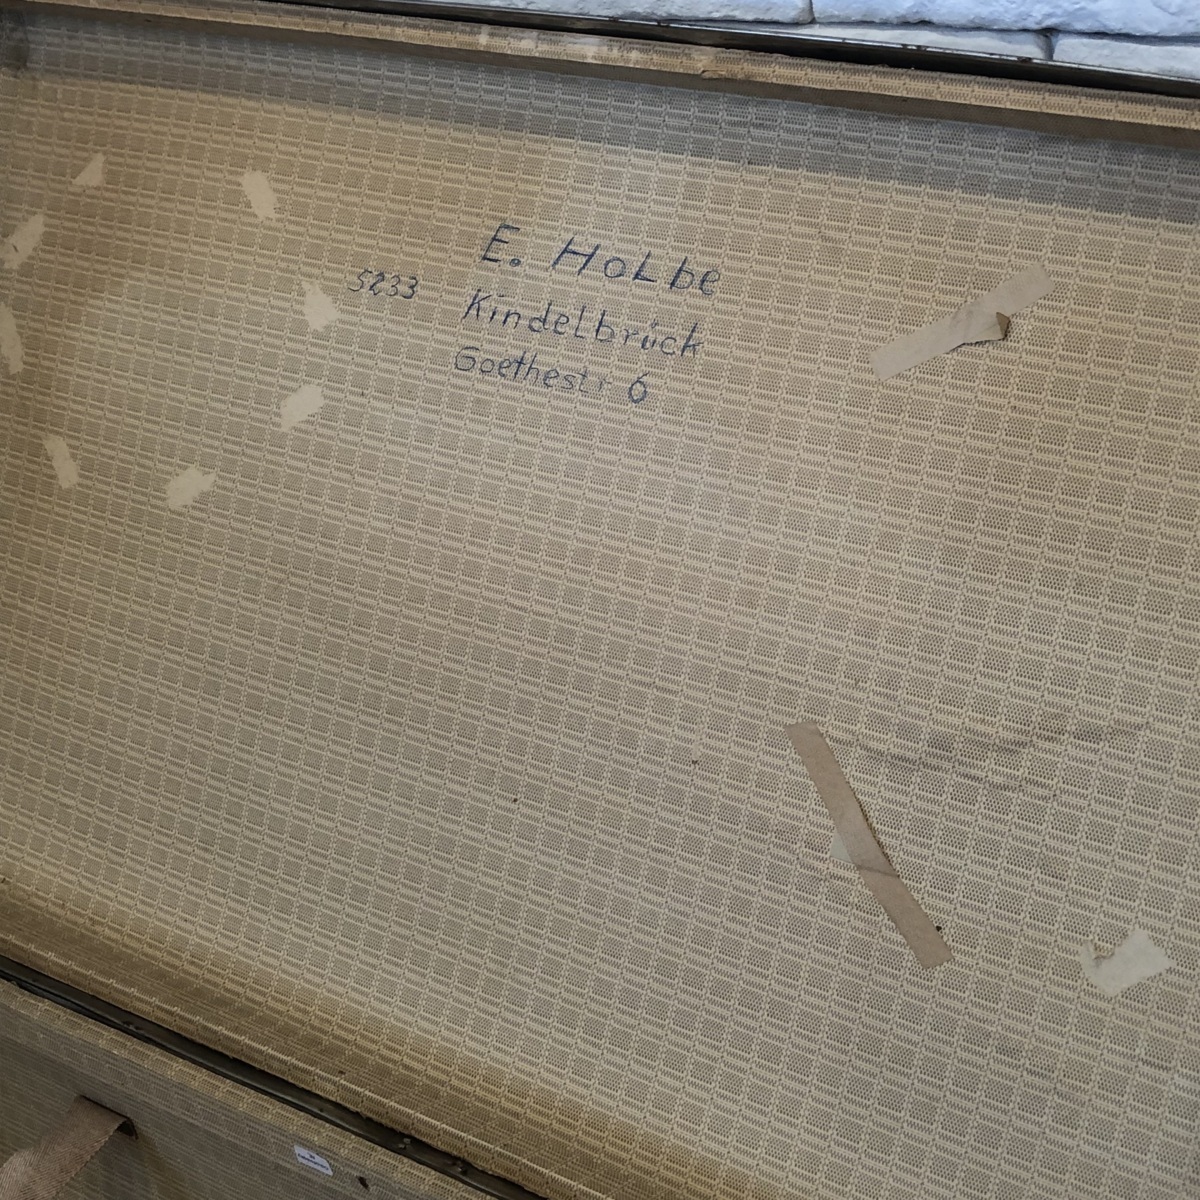 E. HoLbe
5233 Kindelbrück
Goethestr 6